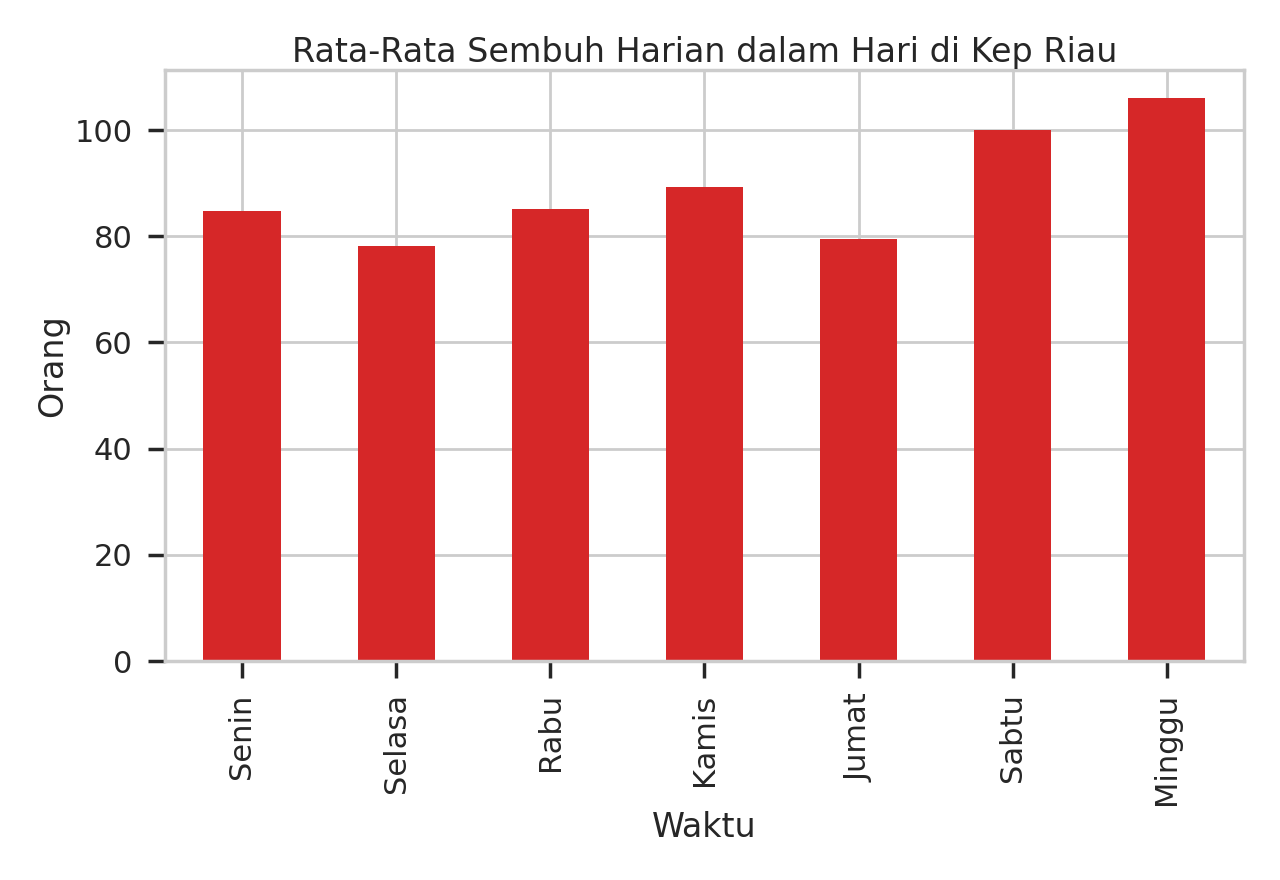 Rata-Rata Sembuh Harian dalam Hari di Kep Riau
100
80
60
40
20
0
Orang
Senin
Selasa
Rabu
Kamis
Jumat
Sabtu
Minggu
Waktu